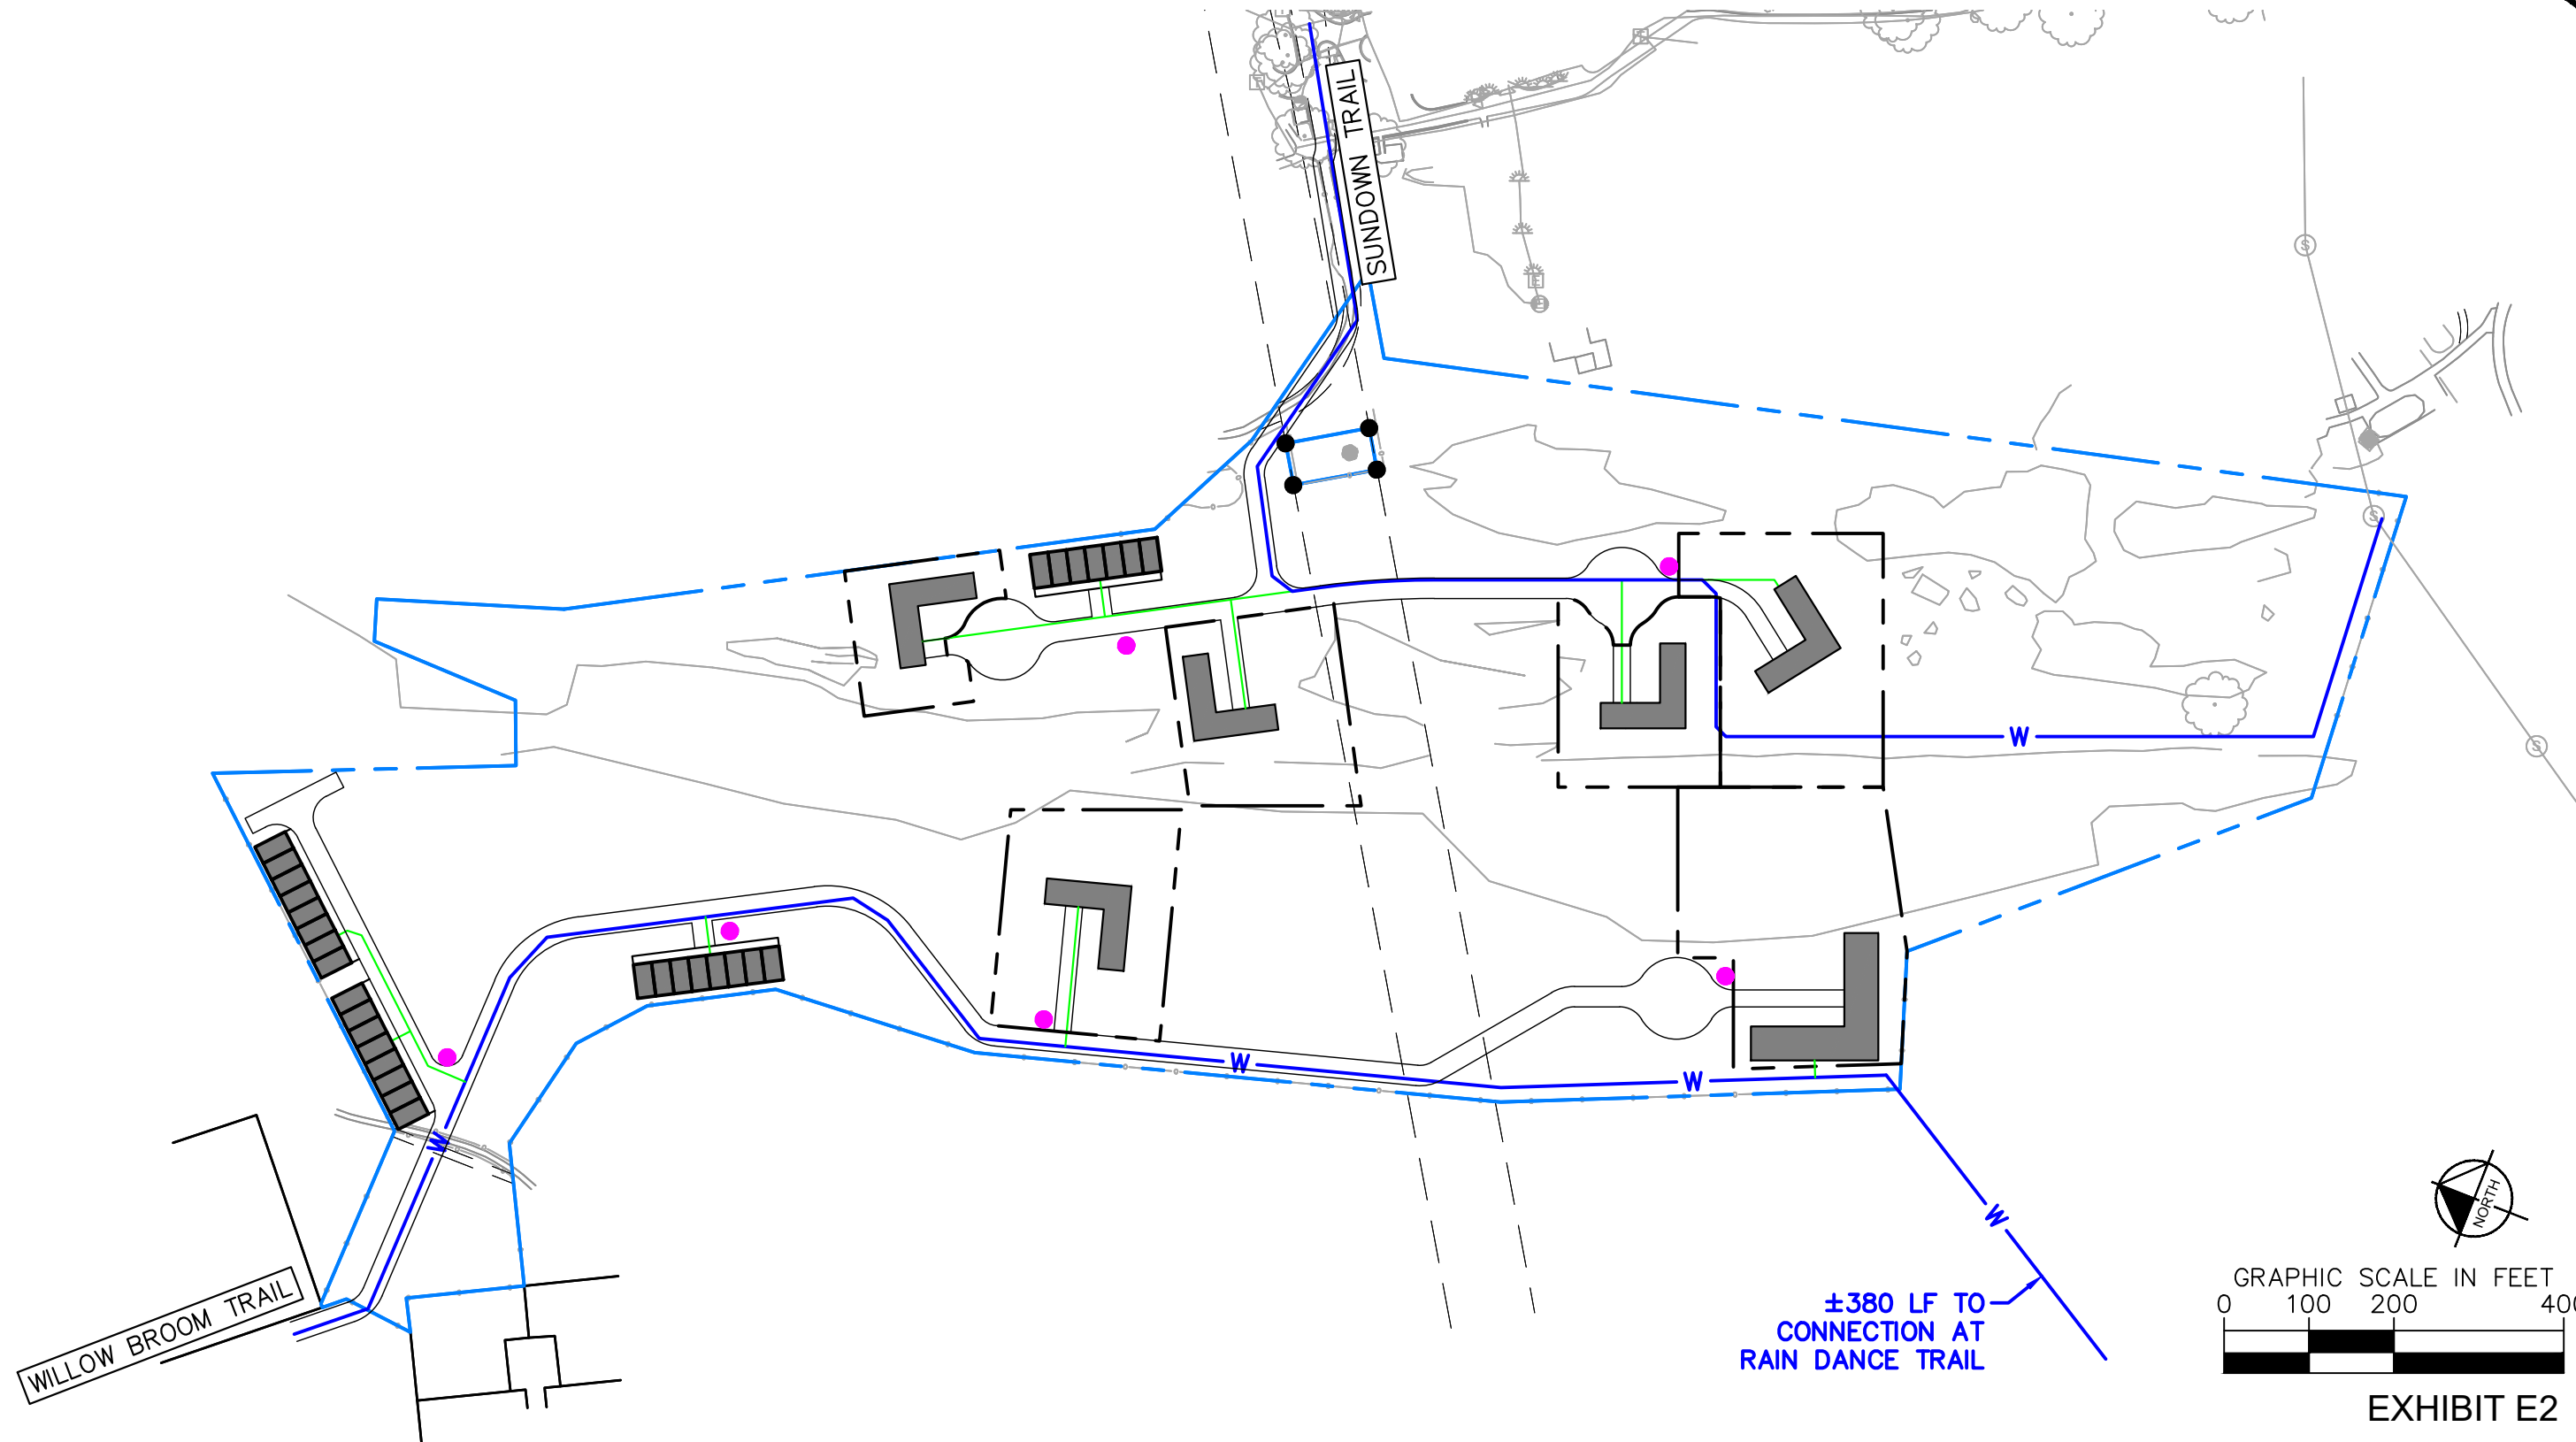 SUNDOWN TRAIL
S
E
S
S
S
W
W
W
W
W
WILLOW BROOM TRAIL
±380 LF TO
CONNECTION AT
RAIN DANCE TRAIL
NORTH
GRAPHIC SCALE IN FEET
0 100 200 40
EXHIBIT E2